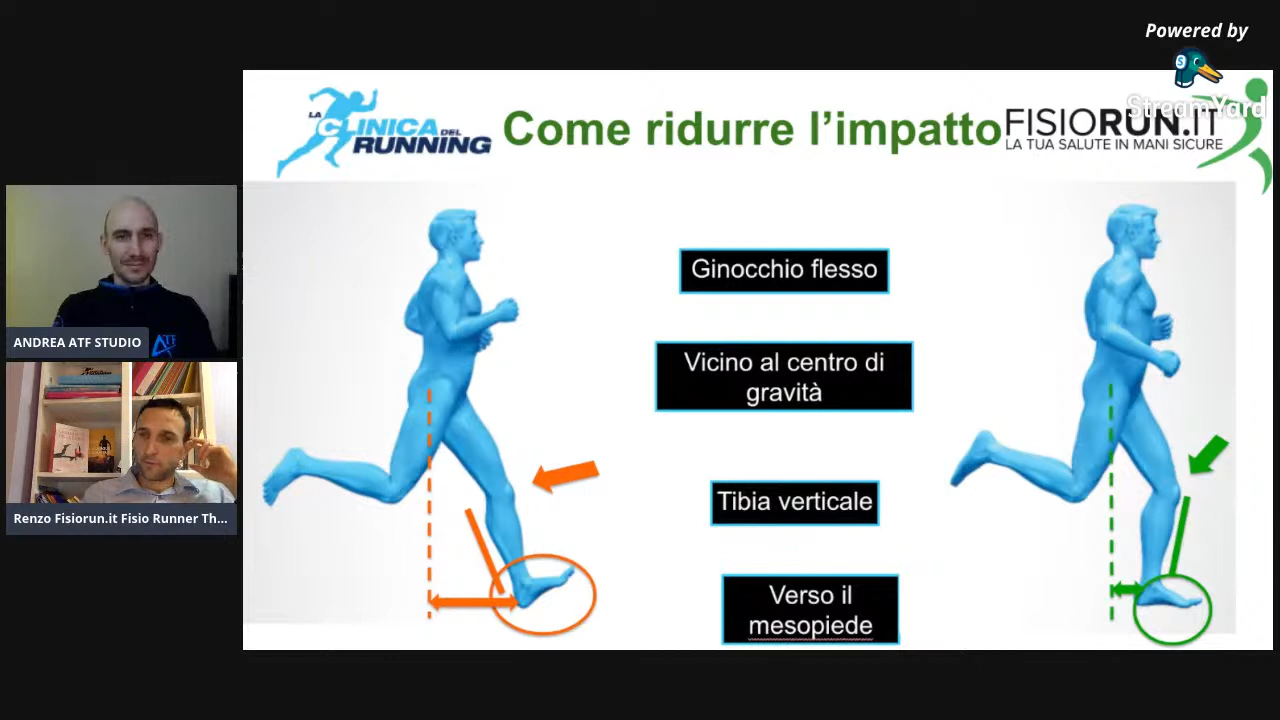 Powered by
StreamYard
LA CLINICA DEL
RUNNING
Come ridurre l’impatto
FISIORUN.IT
LA TUA SALUTE IN MANI SICURE
Ginocchio flesso
Vicino al centro di
gravità
Tibia verticale
Verso il
mesopiede
ANDREA ATF STUDIO
ATF
Renzo Fisiorun.it Fisio Runner Th...